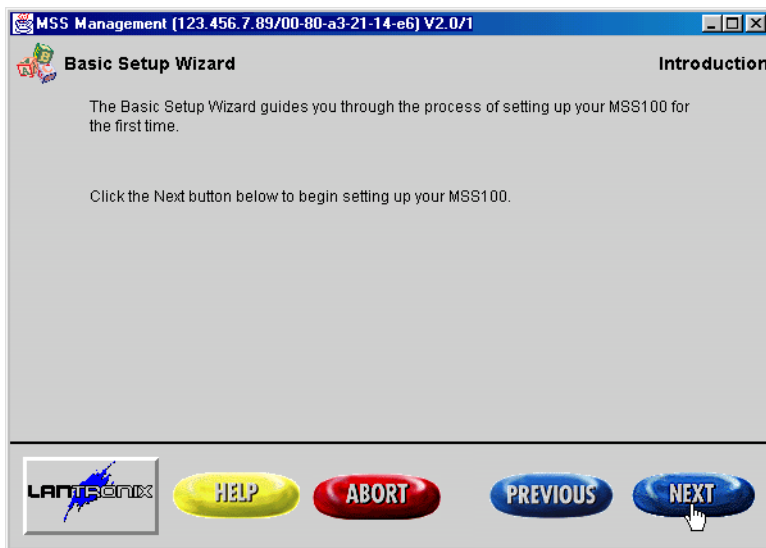 MSS Management (123.456.7.89/00-80-a3-21-14-e6) V2.0/1
Basic Setup Wizard
Introduction
The Basic Setup Wizard guides you through the process of setting up your MSS100 for
the first time.
Click the Next button below to begin setting up your MSS100.
LANTRONIX
HELP
ABORT
PREVIOUS
NEXT